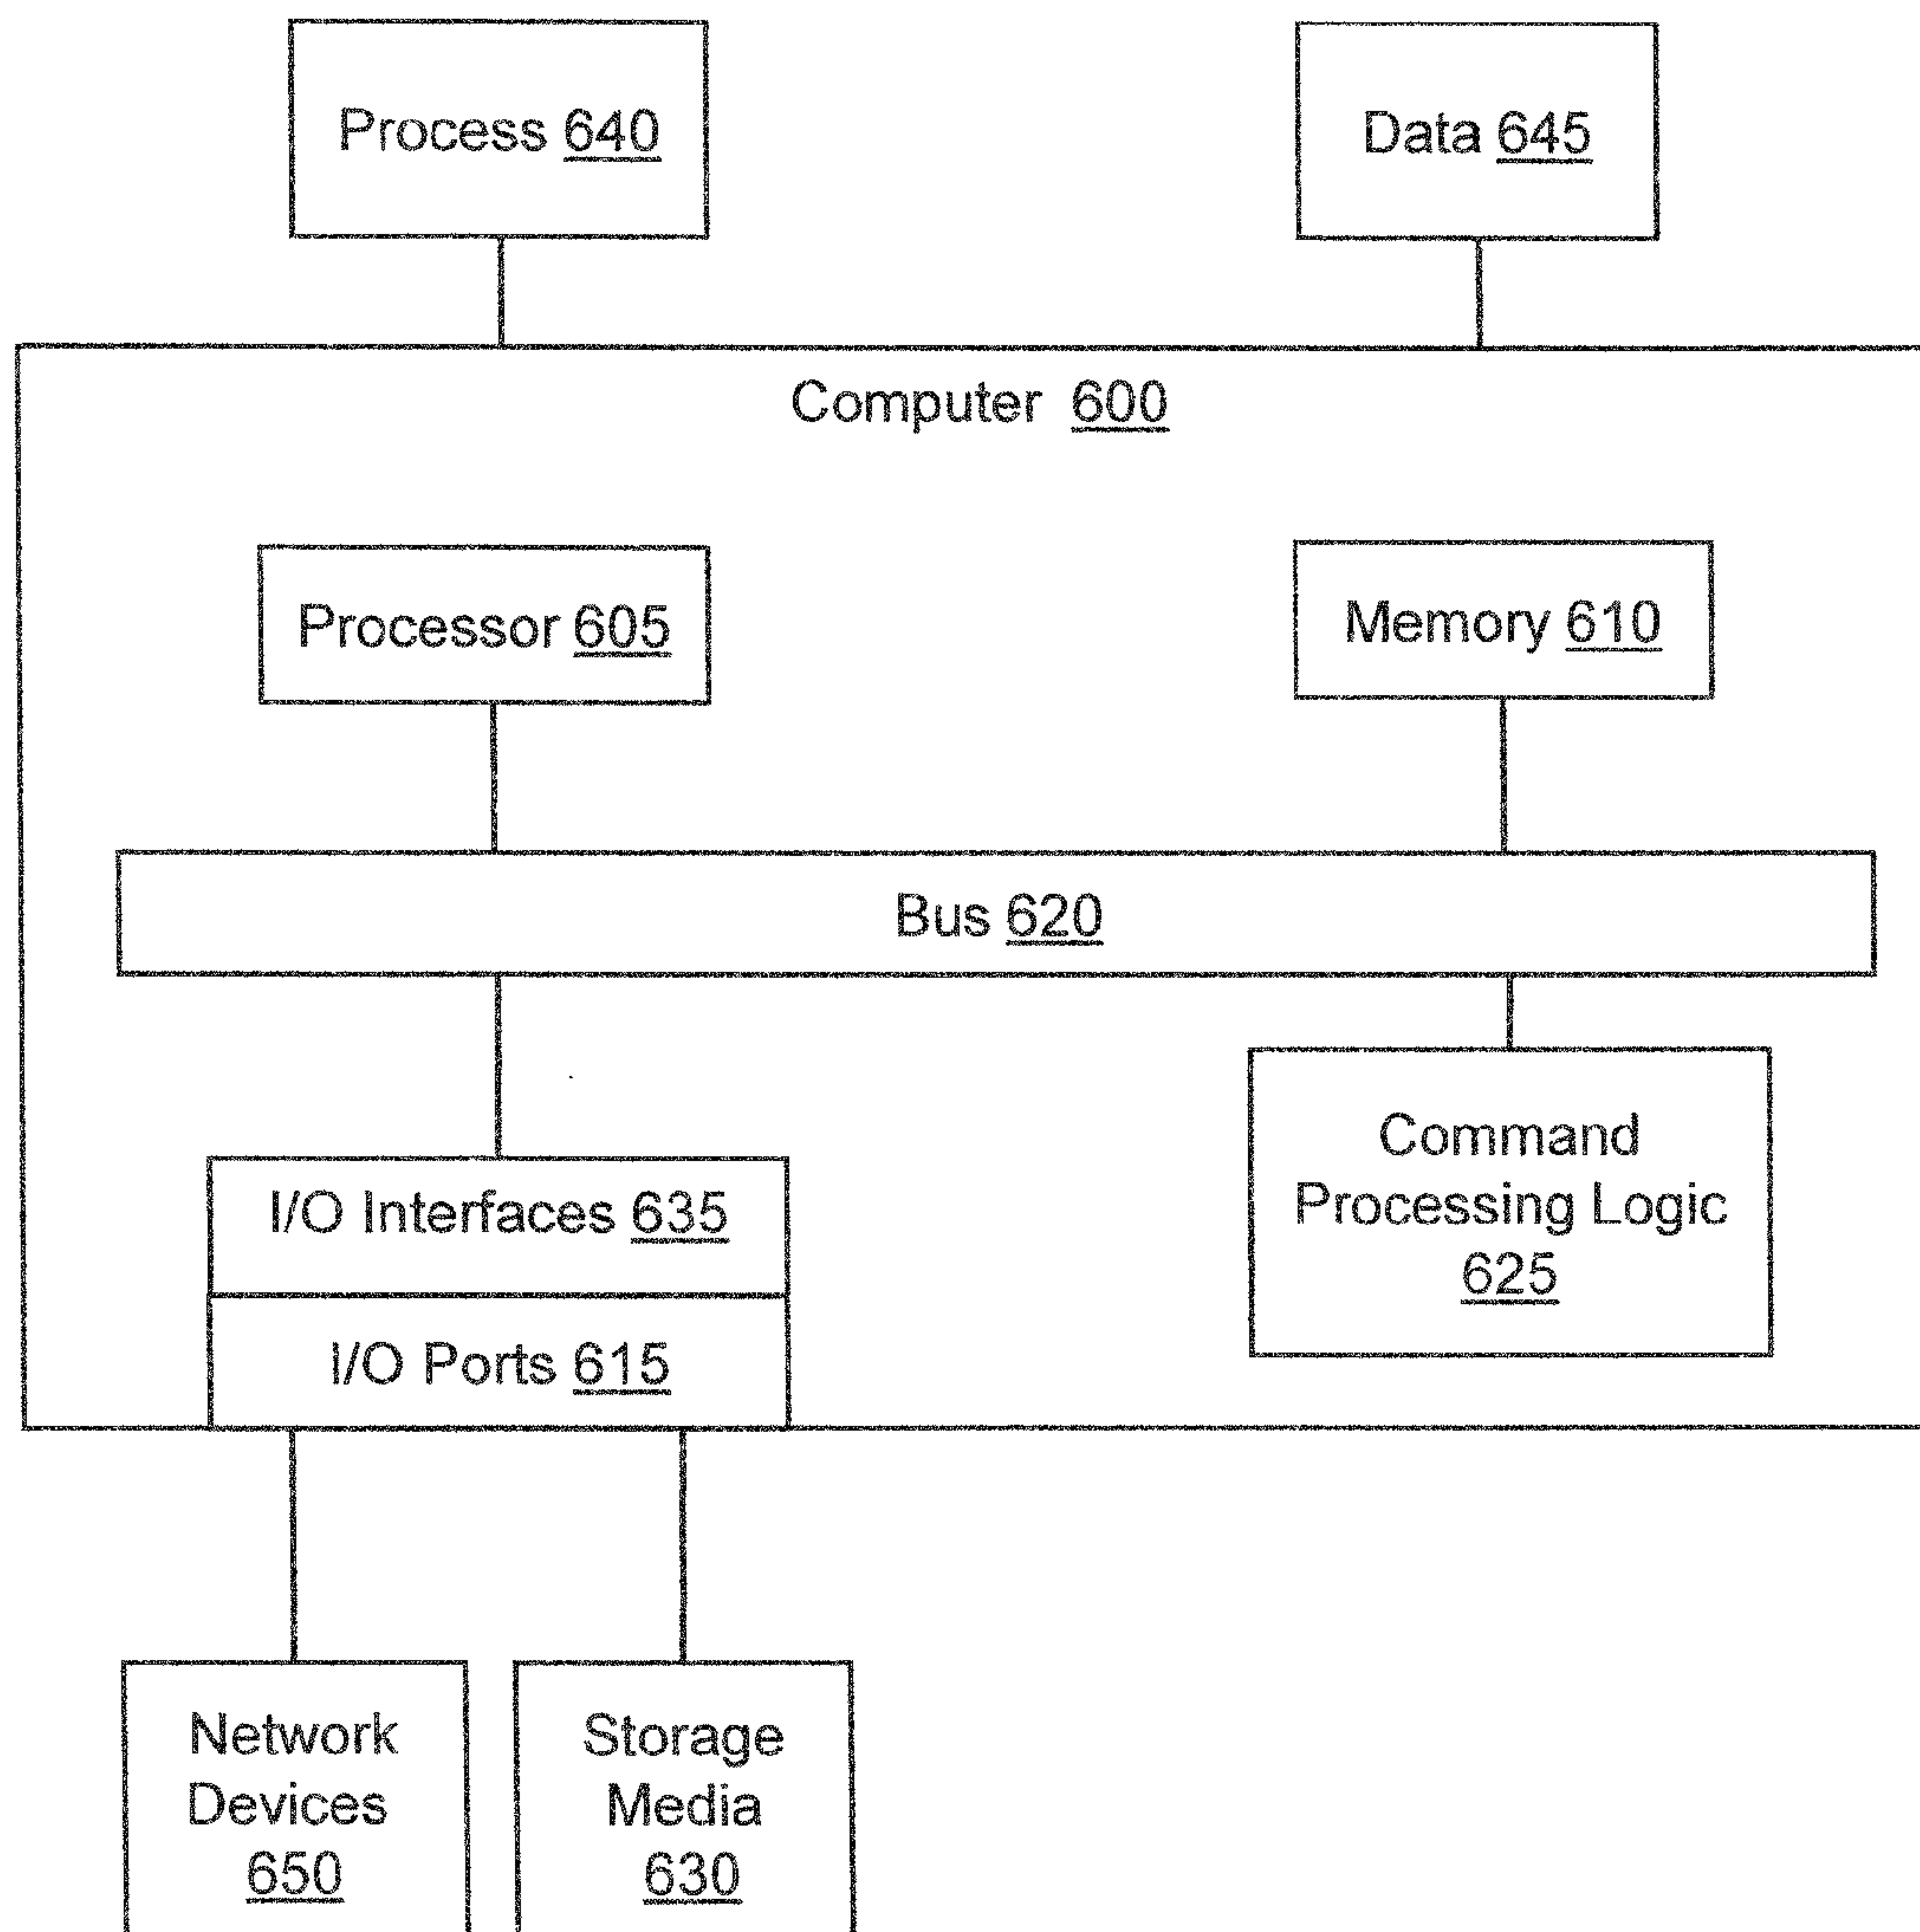 Process 640
Data 645
Computer 600
Processor 605
Memory 610
Bus 620
I/O Interfaces 635
I/O Ports 615
Command
Processing Logic
625
Network
Devices
650
Storage
Media
630